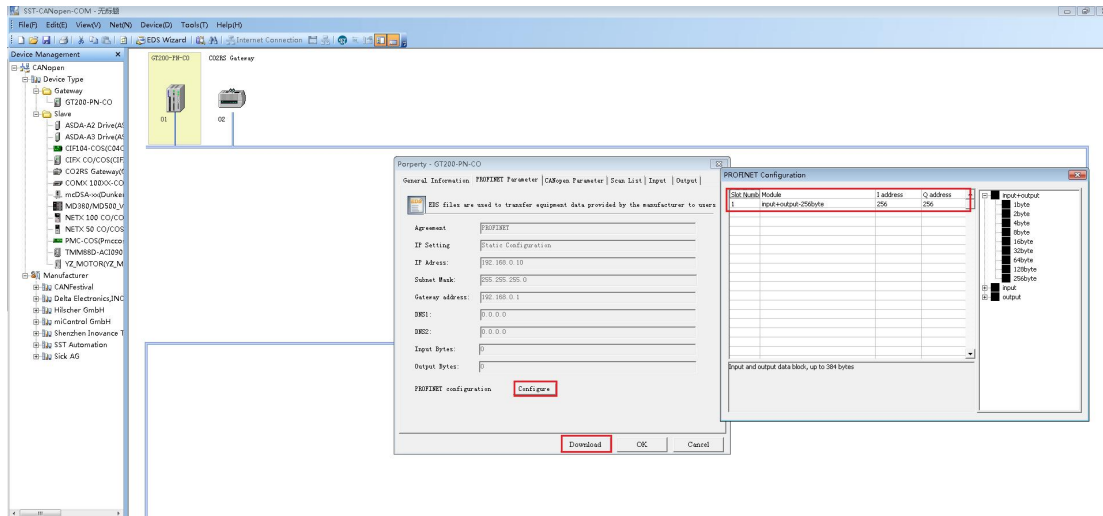 SST-CANopen-COM - 无标题
File(F) Edit(E) View(V) Net(N) Device(D) Tools(T) Help(H)
EDS Wizard Internet Connection
Device Management ×
CANopen
Device Type
Gateway
GT200-PN-CO
Slave
ASDA-A2 Drive(AS
ASDA-A3 Drive(AS
CIF104-COS(C04C
CIFX CO/COS(CIF
CO2RS Gateway(
COMX 100XX-CO
mcDSA-xx(Dunker
MD380/MD500_V
NETX 100 CO/CO
NETX 50 CO/COS
PMC-COS(Pmcco
TMM88D-ACI090
YZ_MOTOR(YZ_M
Manufacturer
CANFestival
Delta Electronics,INC
Hilscher GmbH
miControl GmbH
Shenzhen Inovance T
SST Automation
Sick AG
GT200-PN-CO CO2RS Gateway
01 02
Porperty - GT200-PN-CO
General Information PROFINET Parameter CANopen Parameter Scan List Input Output
EDS files are used to transfer equipment data provided by the manufacturer to users
Agreement PROFINET
IP Setting Static Configuration
IP Adress: 192.168.0.10
Subnet Mask: 255.255.255.0
Gateway address: 192.168.0.1
DNS1: 0.0.0.0
DNS2: 0.0.0.0
Input Bytes: 0
Output Bytes: 0
PROFINET configuration Configure
Download OK Cancel
PROFINET Configuration
Slot Numb Module I address Q address
1 input+output-256byte 256 256
Input and output data block, up to 384 bytes
input+output
1byte
2byte
4byte
8byte
16byte
32byte
64byte
128byte
256byte
input
output